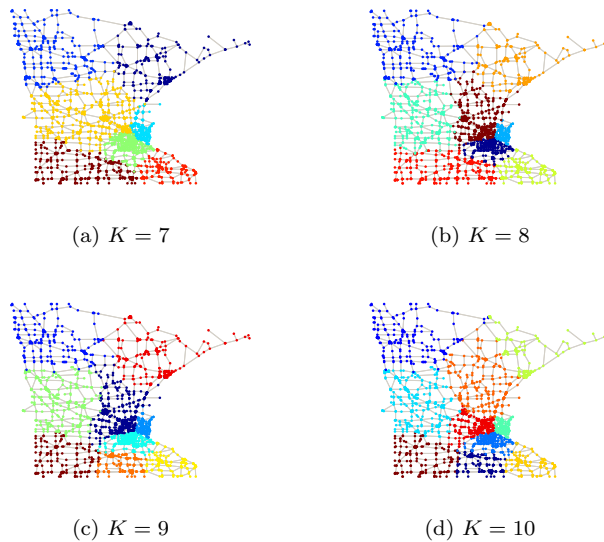 (a) K = 7
(b) K = 8
(c) K = 9
(d) K = 10